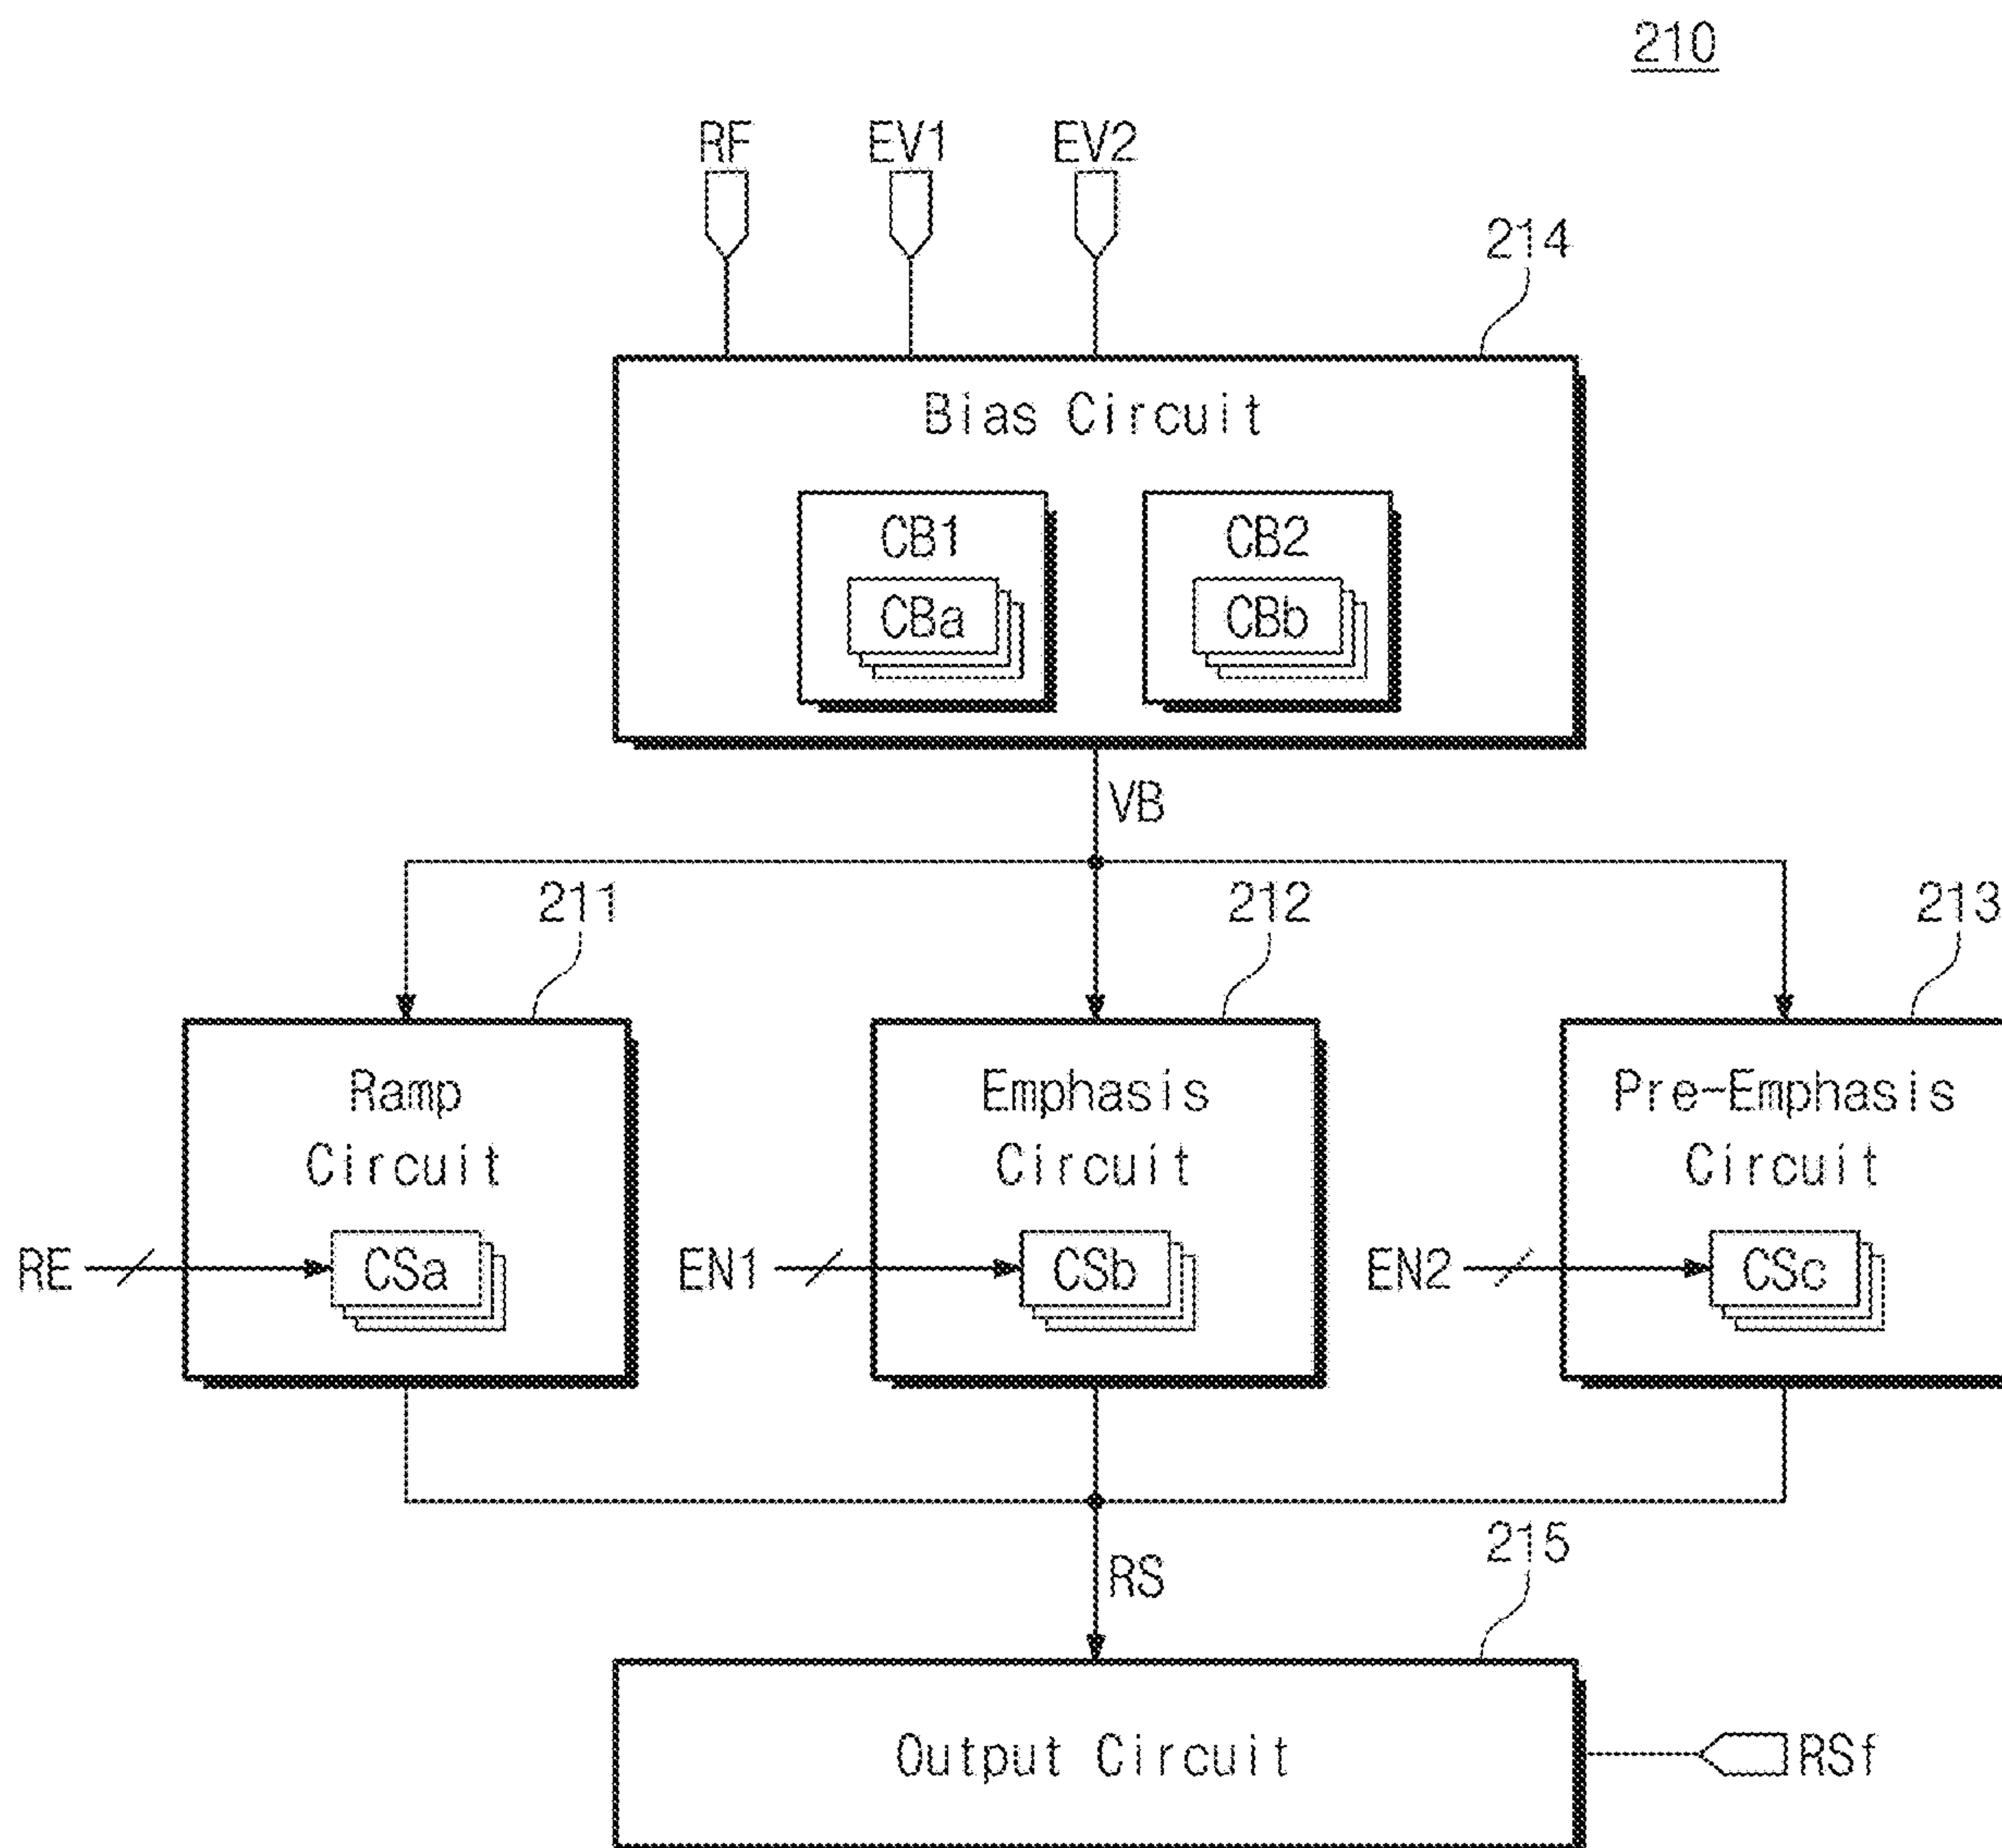 210
RF EV1 EV2
214
Bias Circuit
CB1 CB2
CBa CBb
VB
211 212 213
Ramp Circuit
Emphasis Circuit
Pre-Emphasis Circuit
RE CSa EN1 CSb EN2 CSc
RS
215
Output Circuit
RSf